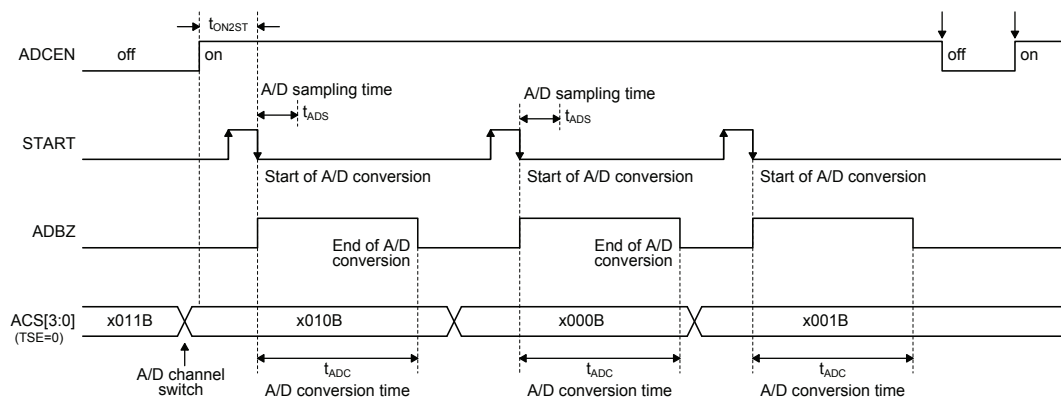 tON2ST
ADCEN
off
on
off
on
A/D sampling time
tADS
A/D sampling time
tADS
START
Start of A/D conversion
Start of A/D conversion
Start of A/D conversion
ADBZ
End of A/D
conversion
End of A/D
conversion
ACS[3:0]
(TSE=0)
x011B
x010B
x000B
x001B
A/D channel
switch
tADC
A/D conversion time
tADC
A/D conversion time
tADC
A/D conversion time